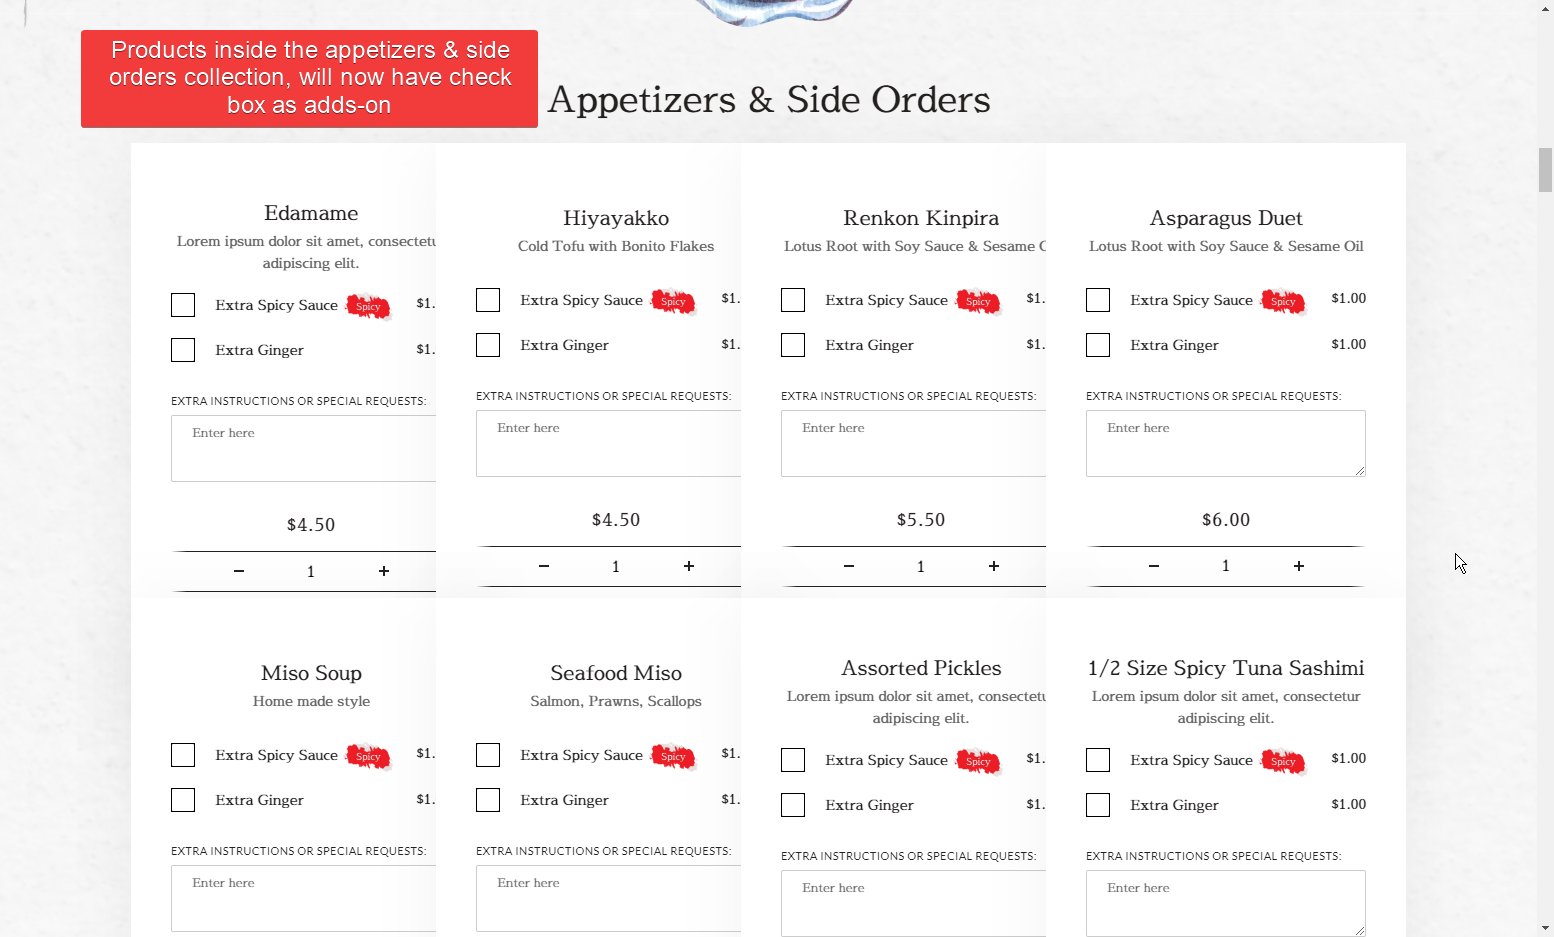 Products inside the appetizers & side
orders collection, will now have check
box as adds-on
Appetizers & Side Orders
Edamame
Lorem ipsum dolor sit amet, consectetu
adipiscing elit.
Extra Spicy Sauce Spicy $1.
Extra Ginger $1.
EXTRA INSTRUCTIONS OR SPECIAL REQUESTS:
Enter here
$4.50
− 1 +
Hiyayakko
Cold Tofu with Bonito Flakes
Extra Spicy Sauce Spicy $1.
Extra Ginger $1.
EXTRA INSTRUCTIONS OR SPECIAL REQUESTS:
Enter here
$4.50
− 1 +
Renkon Kinpira
Lotus Root with Soy Sauce & Sesame O
Extra Spicy Sauce Spicy $1.
Extra Ginger $1.
EXTRA INSTRUCTIONS OR SPECIAL REQUESTS:
Enter here
$5.50
− 1 +
Asparagus Duet
Lotus Root with Soy Sauce & Sesame Oil
Extra Spicy Sauce Spicy $1.00
Extra Ginger $1.00
EXTRA INSTRUCTIONS OR SPECIAL REQUESTS:
Enter here
$6.00
− 1 +
Miso Soup
Home made style
Extra Spicy Sauce Spicy $1.
Extra Ginger $1.
EXTRA INSTRUCTIONS OR SPECIAL REQUESTS:
Enter here
Seafood Miso
Salmon, Prawns, Scallops
Extra Spicy Sauce Spicy $1.
Extra Ginger $1.
EXTRA INSTRUCTIONS OR SPECIAL REQUESTS:
Enter here
Assorted Pickles
Lorem ipsum dolor sit amet, consectetu
adipiscing elit.
Extra Spicy Sauce Spicy $1.
Extra Ginger $1.
EXTRA INSTRUCTIONS OR SPECIAL REQUESTS:
Enter here
1/2 Size Spicy Tuna Sashimi
Lorem ipsum dolor sit amet, consectetur
adipiscing elit.
Extra Spicy Sauce Spicy $1.00
Extra Ginger $1.00
EXTRA INSTRUCTIONS OR SPECIAL REQUESTS:
Enter here